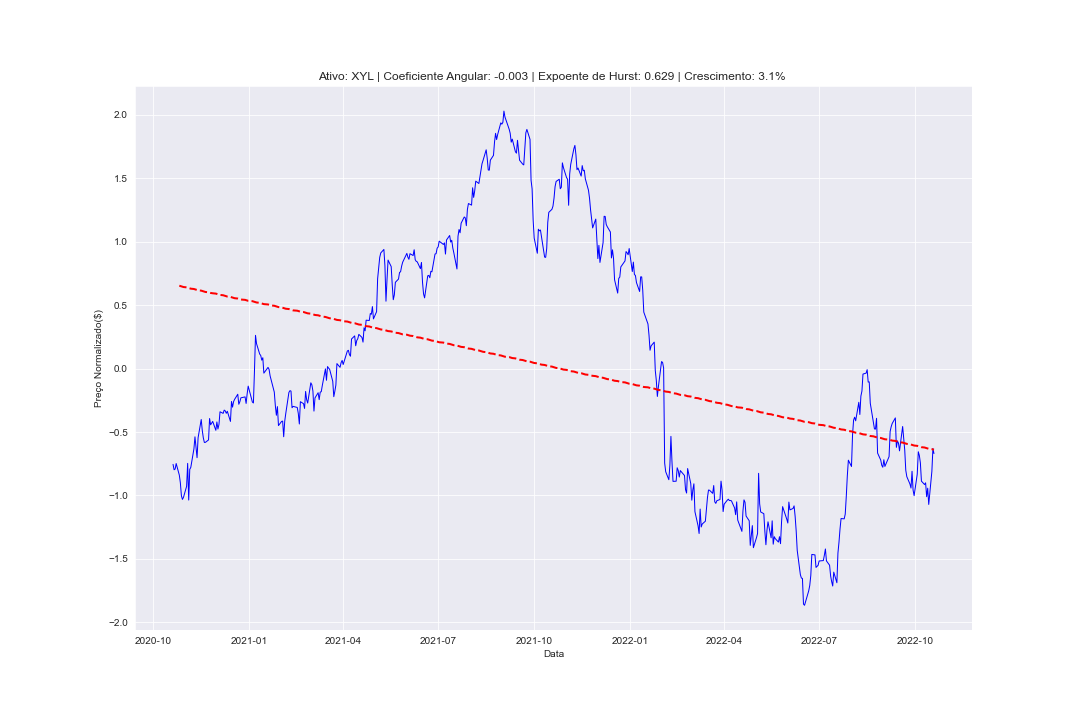 Ativo: XYL | Coeficiente Angular: -0.003 | Expoente de Hurst: 0.629 | Crescimento: 3.1%
2.0
1.5
1.0
0.5
0.0
−0.5
−1.0
−1.5
−2.0
Preço Normalizado($)
2020-10 2021-01 2021-04 2021-07 2021-10 2022-01 2022-04 2022-07 2022-10
Data